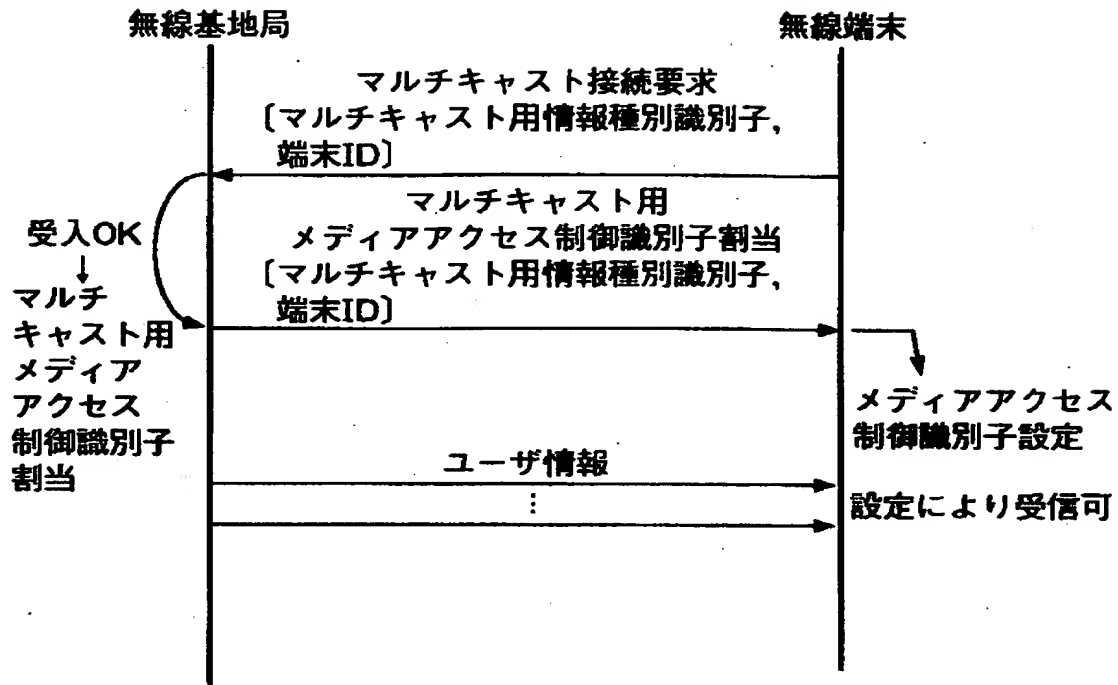 無線基地局
無線端末
マルチキャスト接続要求
〔マルチキャスト用情報種別識別子,
端末ID〕
マルチキャスト用
メディアアクセス制御識別子割当
〔マルチキャスト用情報種別識別子,
端末ID〕
受入OK
↓
マルチ
キャスト用
メディア
アクセス
制御識別子
割当
メディアアクセス
制御識別子設定
ユーザ情報
⋮
設定により受信可